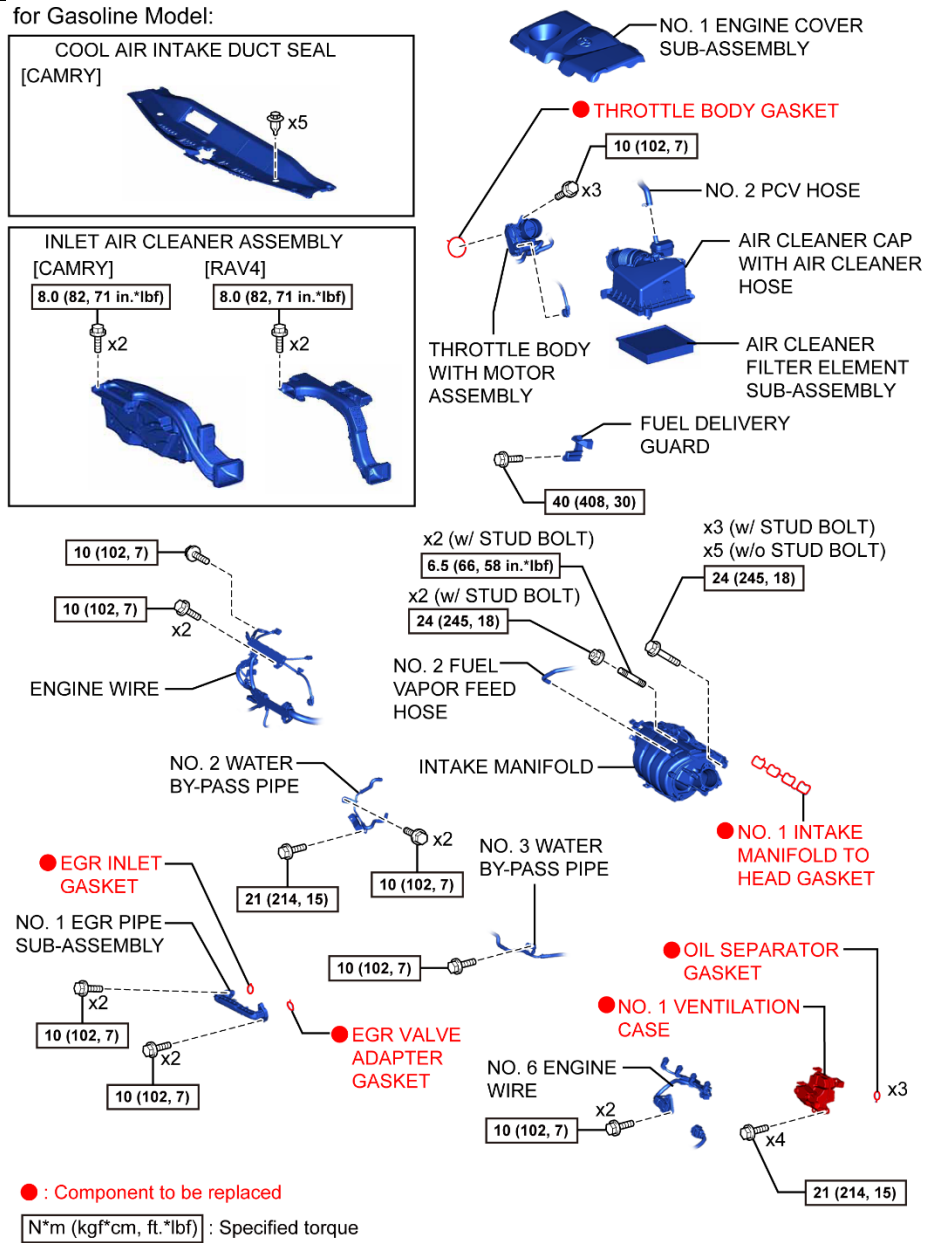 for Gasoline Model:
COOL AIR INTAKE DUCT SEAL
[CAMRY]
x5
INLET AIR CLEANER ASSEMBLY
[CAMRY]
[RAV4]
8.0 (82, 71 in.*lbf)
8.0 (82, 71 in.*lbf)
x2
x2
NO. 1 ENGINE COVER
SUB-ASSEMBLY
THROTTLE BODY GASKET
10 (102, 7)
x3
NO. 2 PCV HOSE
AIR CLEANER CAP
WITH AIR CLEANER
HOSE
THROTTLE BODY
WITH MOTOR
ASSEMBLY
AIR CLEANER
FILTER ELEMENT
SUB-ASSEMBLY
FUEL DELIVERY
GUARD
40 (408, 30)
10 (102, 7)
10 (102, 7)
x2
ENGINE WIRE
x2 (w/ STUD BOLT)
6.5 (66, 58 in.*lbf)
x2 (w/ STUD BOLT)
24 (245, 18)
x3 (w/ STUD BOLT)
x5 (w/o STUD BOLT)
24 (245, 18)
NO. 2 FUEL
VAPOR FEED
HOSE
INTAKE MANIFOLD
NO. 2 WATER
BY-PASS PIPE
x2
21 (214, 15)
10 (102, 7)
NO. 1 INTAKE
MANIFOLD TO
HEAD GASKET
NO. 3 WATER
BY-PASS PIPE
10 (102, 7)
EGR INLET
GASKET
NO. 1 EGR PIPE
SUB-ASSEMBLY
x2
10 (102, 7)
x2
10 (102, 7)
EGR VALVE
ADAPTER
GASKET
OIL SEPARATOR
GASKET
NO. 1 VENTILATION
CASE
NO. 6 ENGINE
WIRE
x2
10 (102, 7)
x3
x4
21 (214, 15)
: Component to be replaced
N*m (kgf*cm, ft.*lbf) : Specified torque